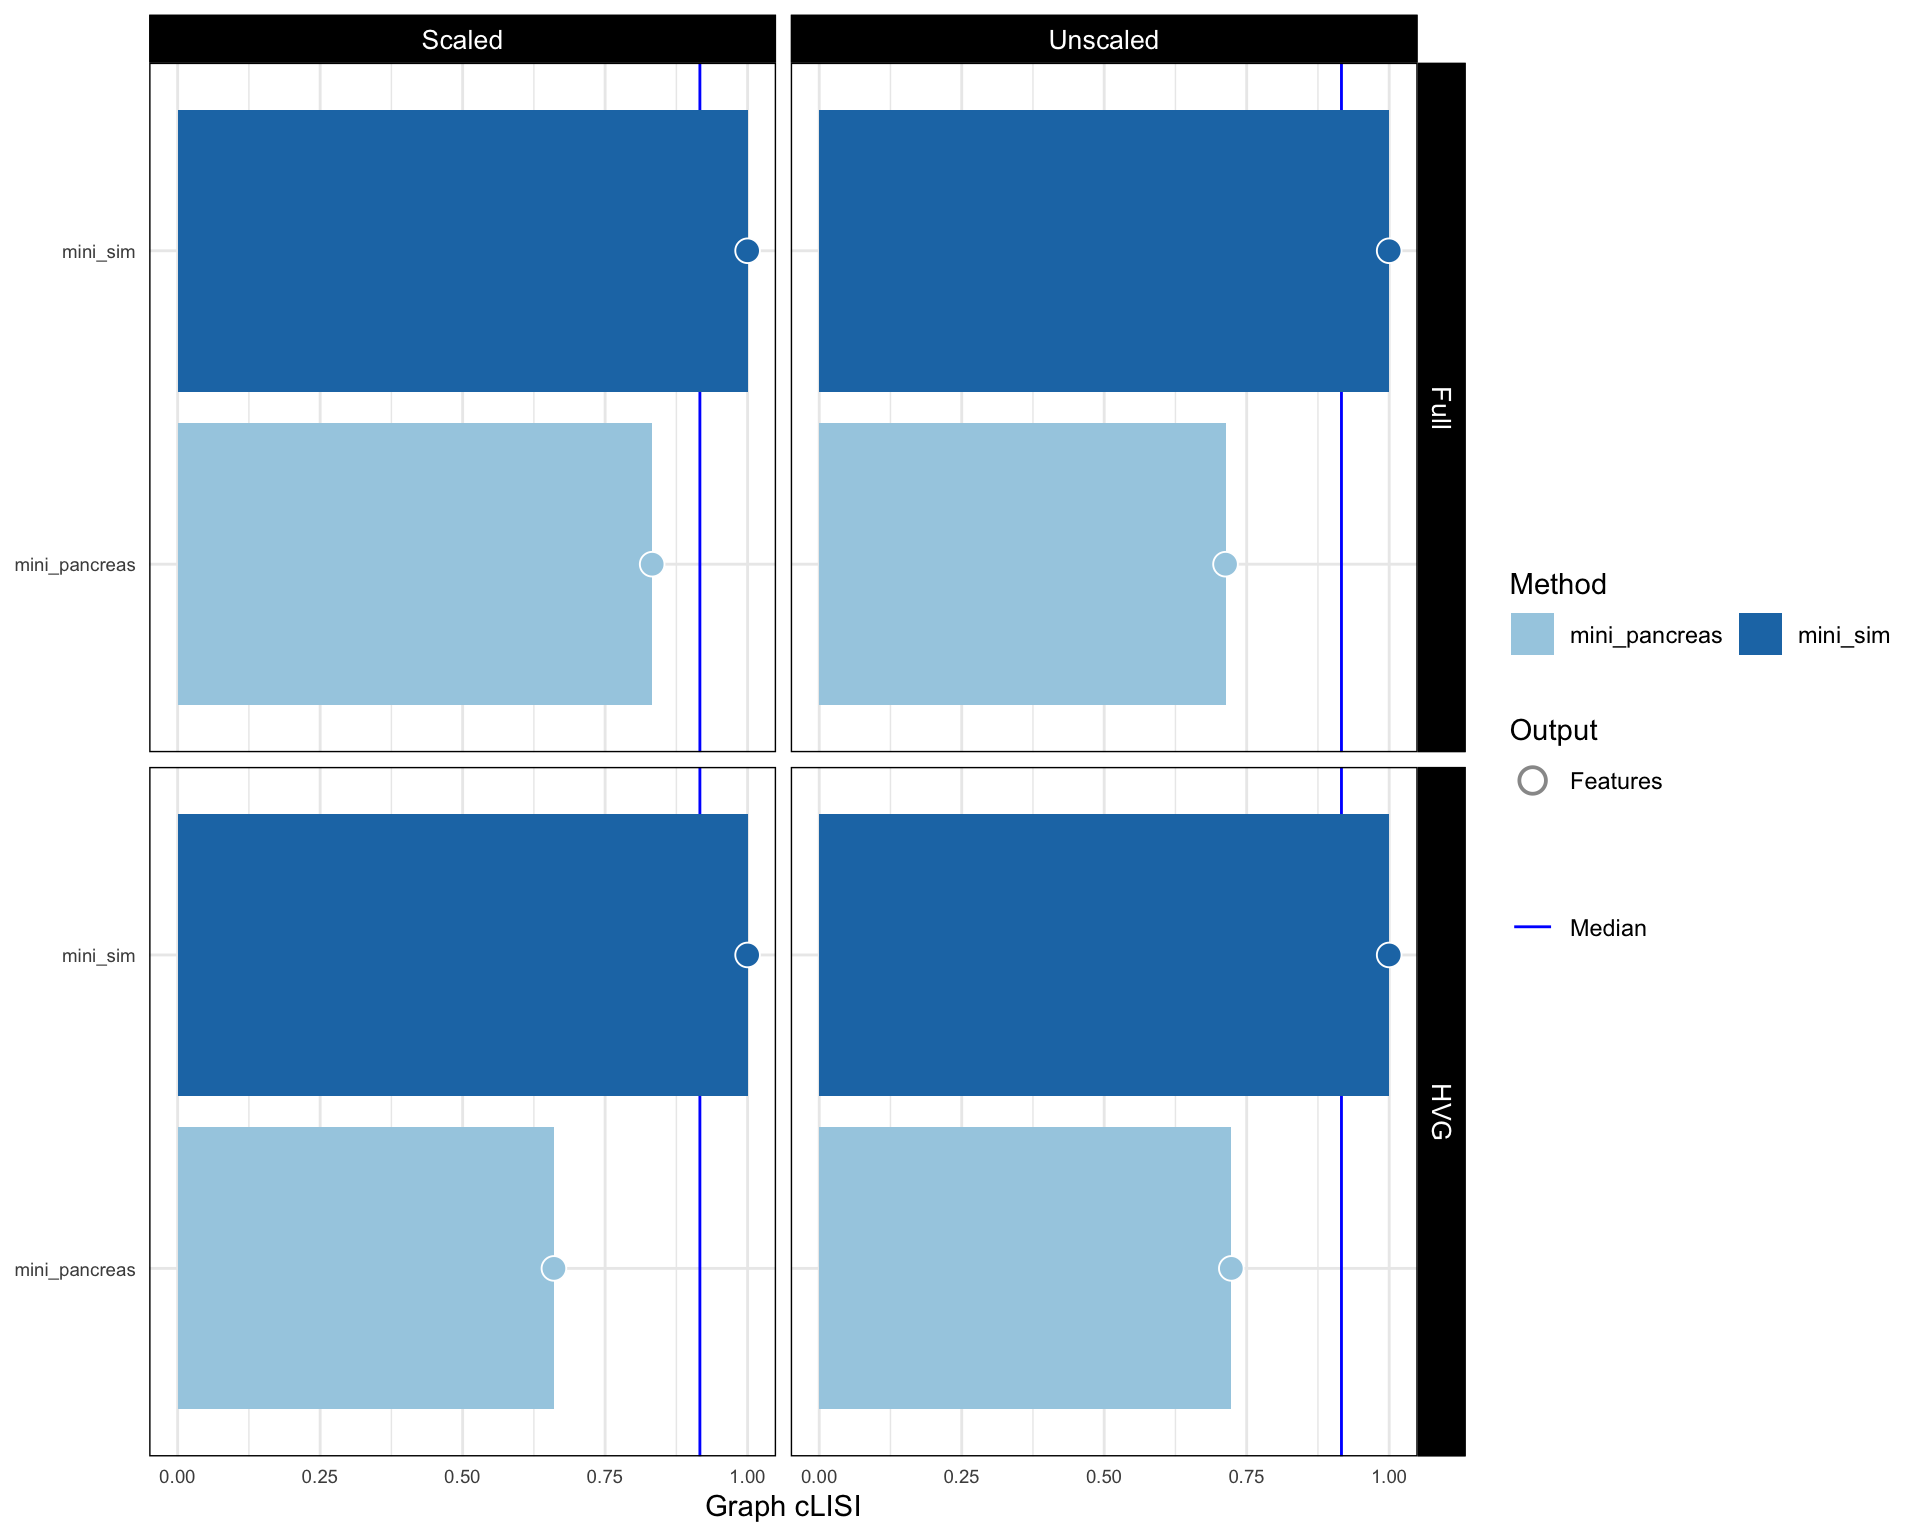 Scaled
Unscaled
mini_sim
mini_pancreas
Full
mini_sim
mini_pancreas
HVG
0.00 0.25 0.50 0.75 1.00 0.00 0.25 0.50 0.75 1.00
Graph cLISI
Method
mini_pancreas mini_sim
Output
Features
Median